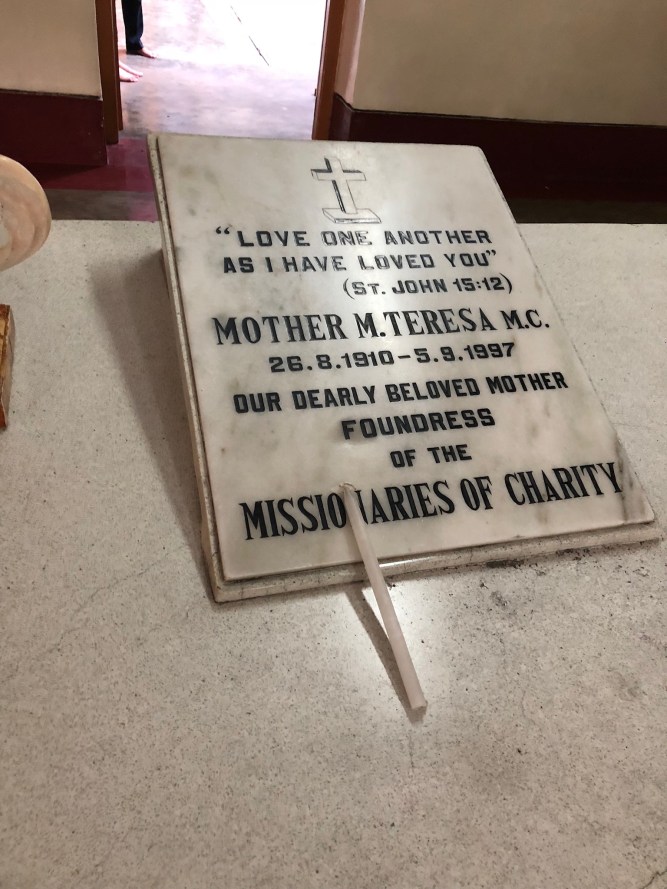 “LOVE ONE ANOTHER
AS I HAVE LOVED YOU”
(ST. JOHN 15:12)
MOTHER M.TERESA M.C.
26.8.1910-5.9.1997
OUR DEARLY BELOVED MOTHER
FOUNDRESS
OF THE
MISSIONARIES OF CHARITY